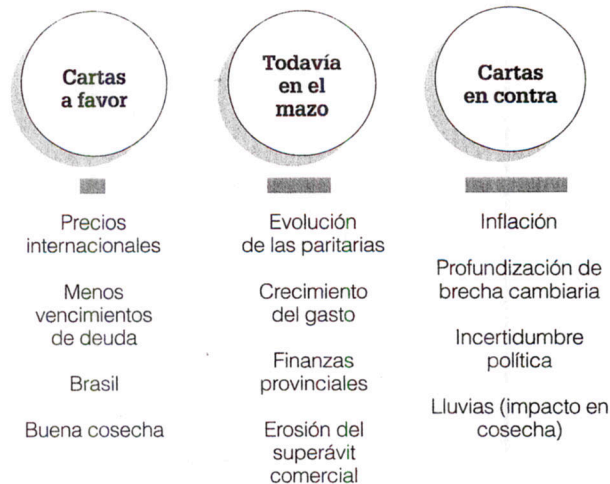 Cartas
a favor
Precios
internacionales
Menos
vencimientos
de deuda
Brasil
Buena cosecha
Todavía
en el
mazo
Evolución
de las paritarias
Crecimiento
del gasto
Finanzas
provinciales
Erosión del
superávit
comercial
Cartas
en contra
Inflación
Profundización de
brecha cambiaria
Incertidumbre
política
Lluvias (impacto en
cosecha)